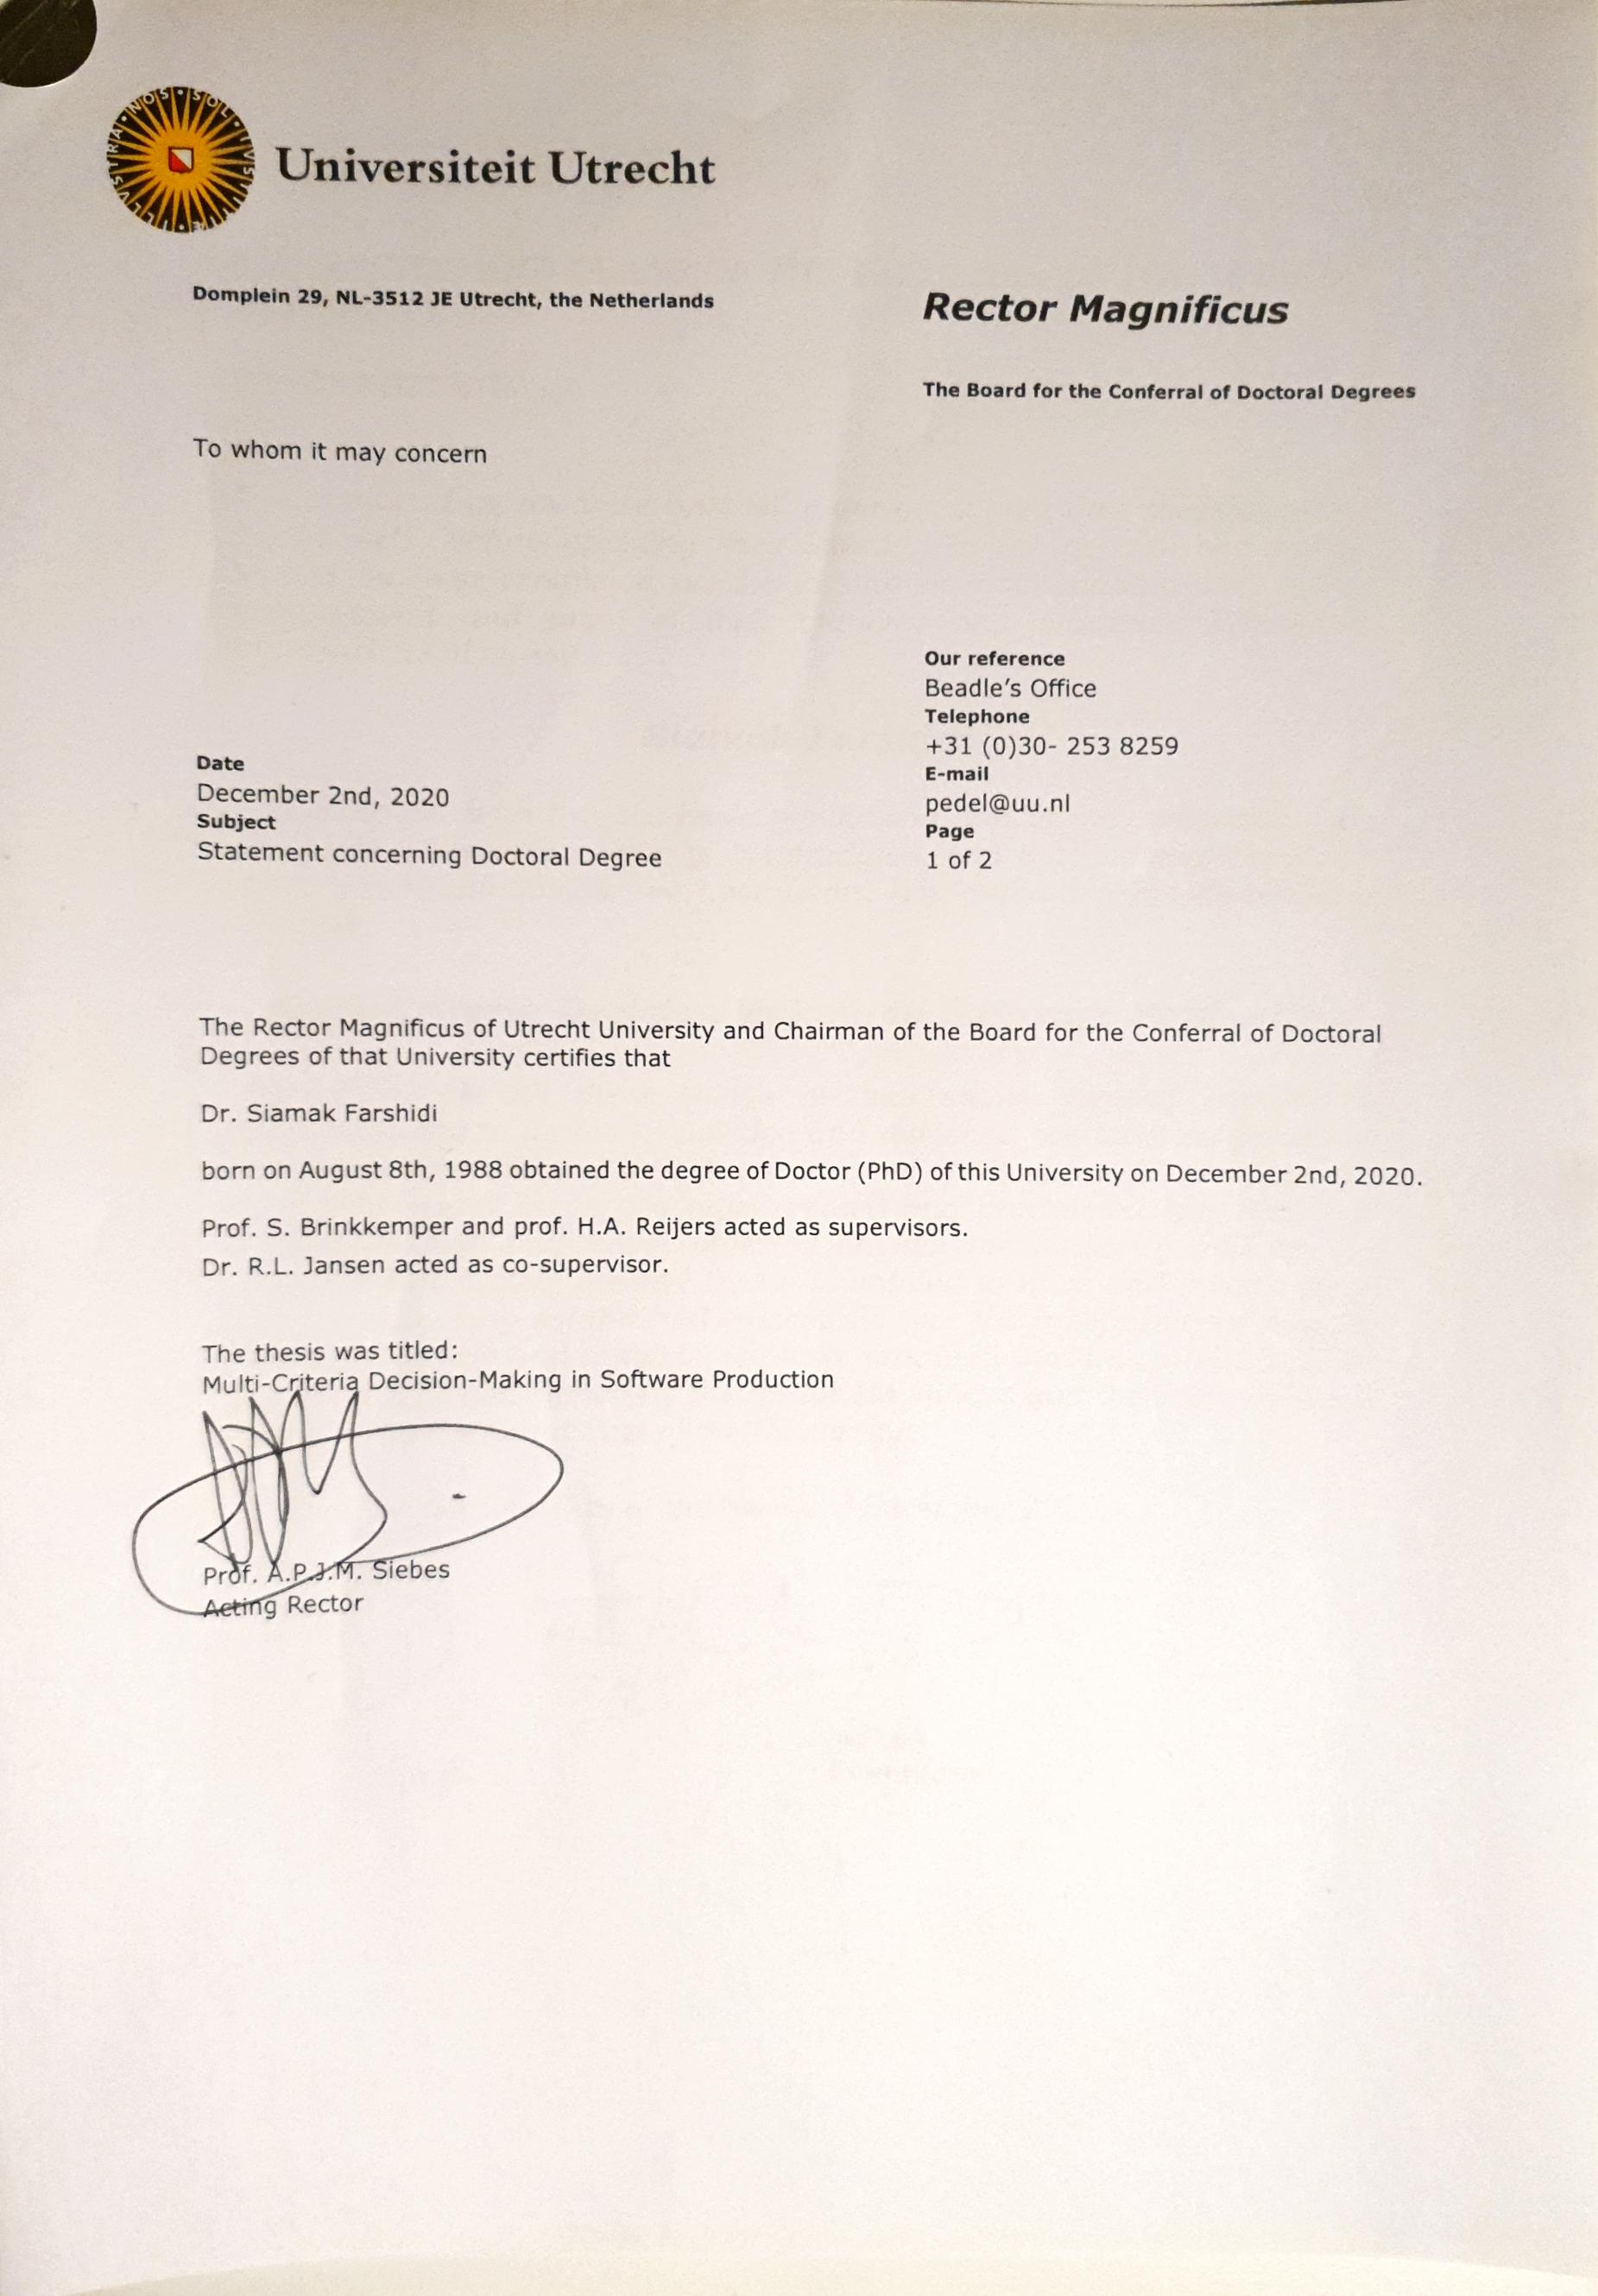 SOL IVSTITIAE ILLVSTRA NOS
Universiteit Utrecht
Domplein 29, NL-3512 JE Utrecht, the Netherlands
Rector Magnificus
The Board for the Conferral of Doctoral Degrees
To whom it may concern
Our reference
Beadle's Office
Telephone
+31 (0)30- 253 8259
E-mail
pedel@uu.nl
Page
1 of 2
Date
December 2nd, 2020
Subject
Statement concerning Doctoral Degree
The Rector Magnificus of Utrecht University and Chairman of the Board for the Conferral of Doctoral
Degrees of that University certifies that
Dr. Siamak Farshidi
born on August 8th, 1988 obtained the degree of Doctor (PhD) of this University on December 2nd, 2020.
Prof. S. Brinkkemper and prof. H.A. Reijers acted as supervisors.
Dr. R.L. Jansen acted as co-supervisor.
The thesis was titled:
Multi-Criteria Decision-Making in Software Production
Prof. A.P.J.M. Siebes
Acting Rector